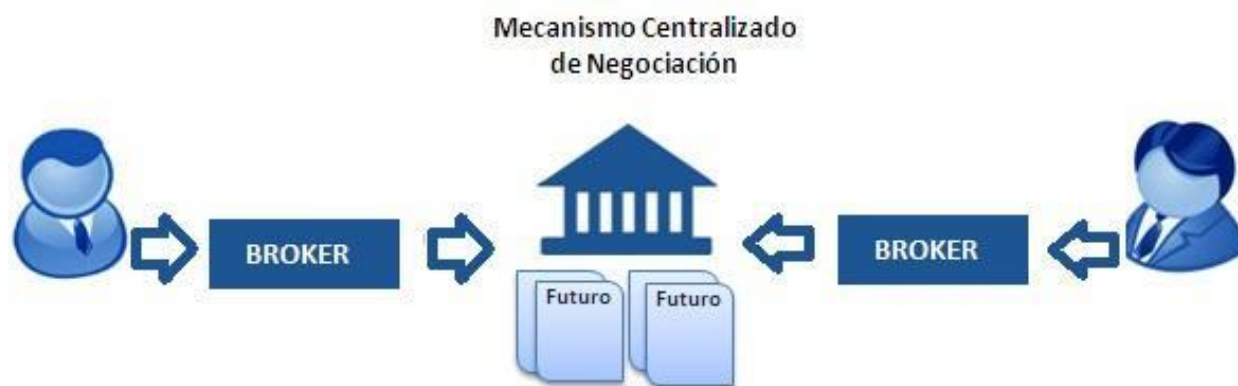 Mecanismo Centralizado
de Negociación
BROKER
BROKER
Futuro
Futuro